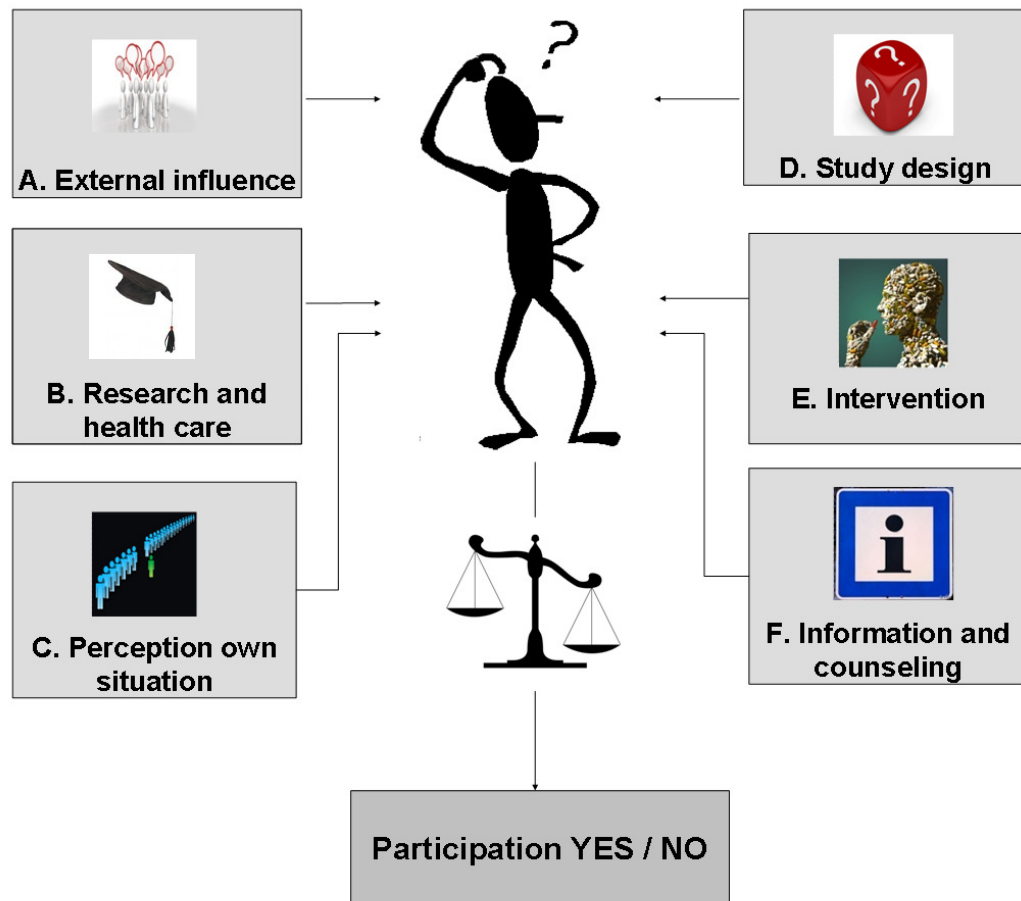 ?
A. External influence
B. Research and
health care
C. Perception own
situation
? ? ?
D. Study design
E. Intervention
i
F. Information and
counseling
Participation YES / NO